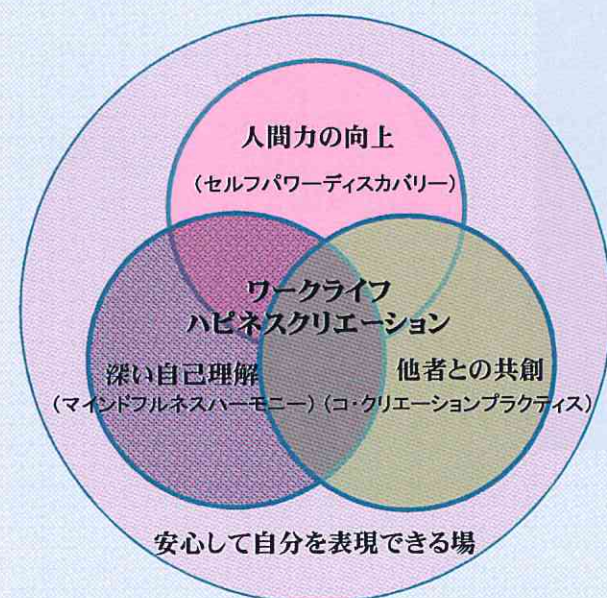 人間力の向上
(セルフパワーディスカバリー)
ワークライフ
ハピネスクリエーション
深い自己理解
(マインドフルネスハーモニー)
他者との共創
(コ・クリエーションプラクティス)
安心して自分を表現できる場